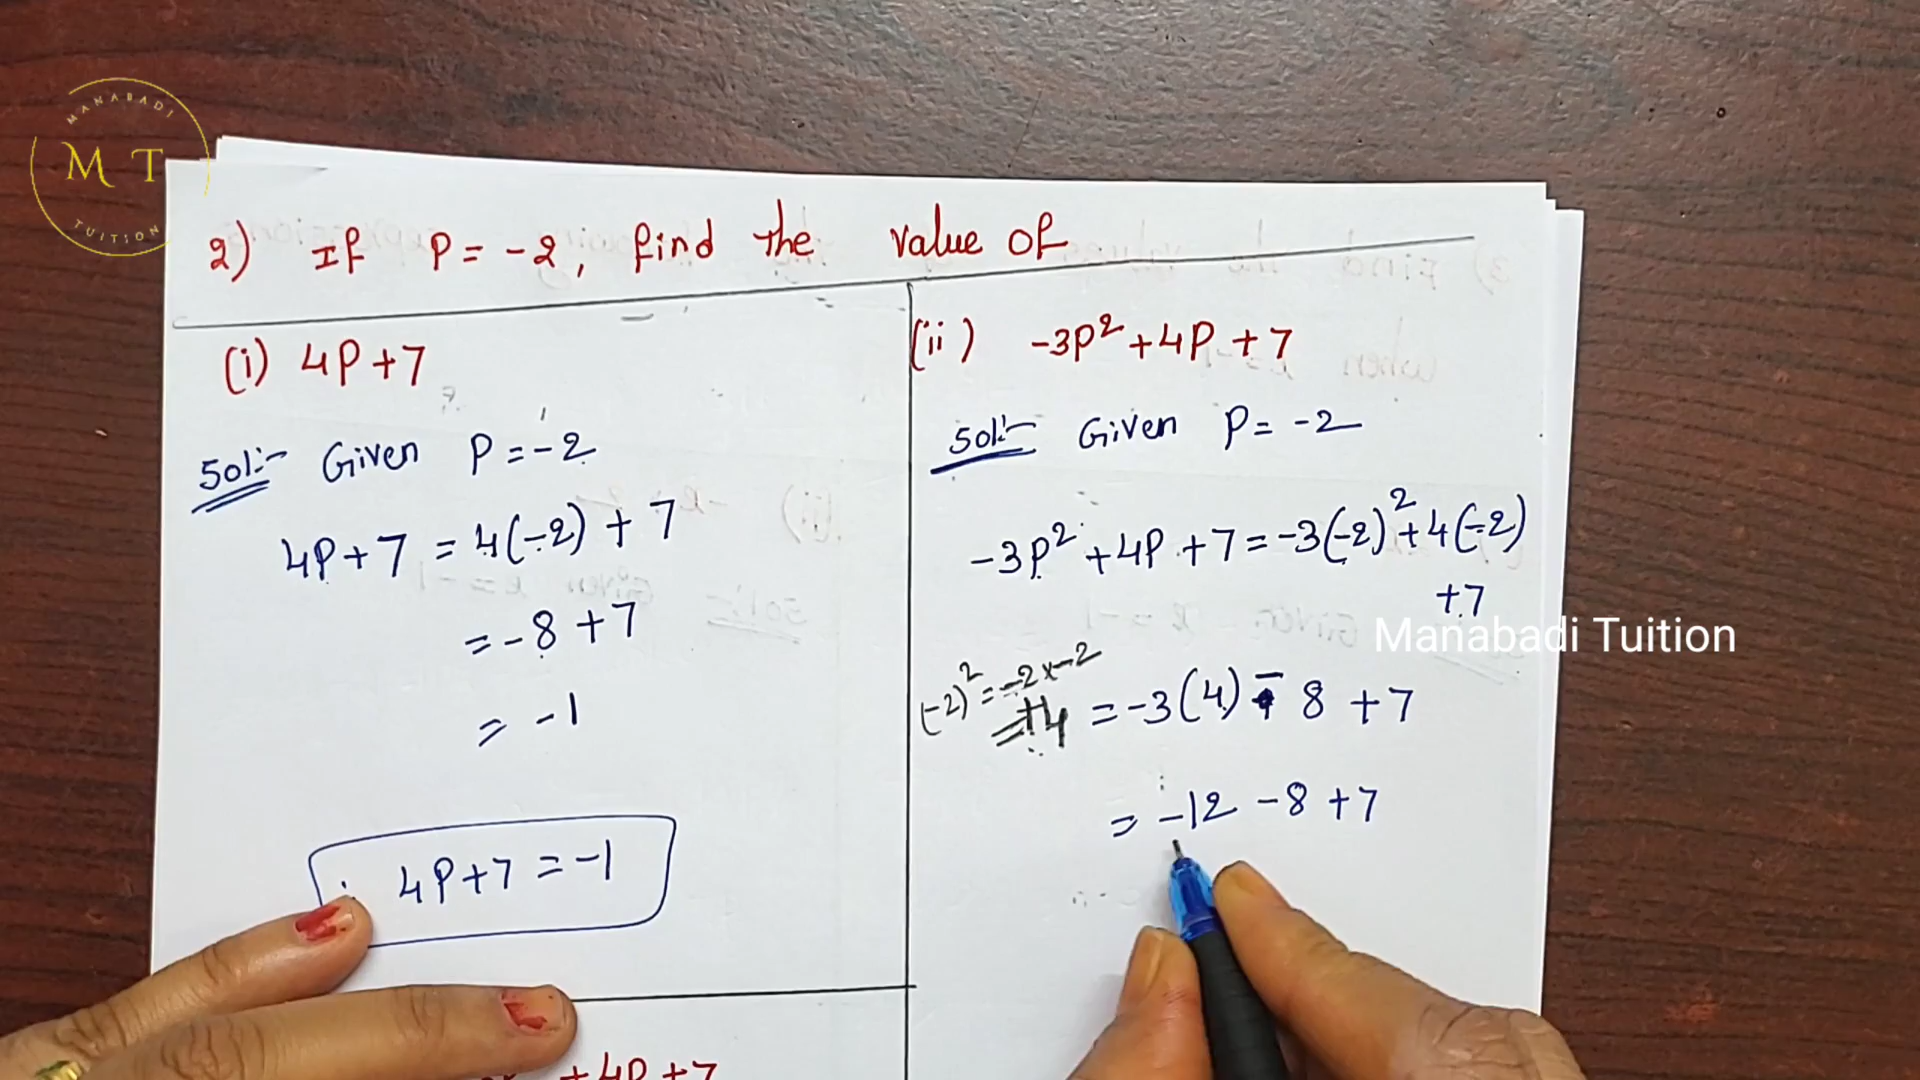 MANABADI
M T
TUITION
2) If P = -2, find the value of
(i) 4P+7
Sol:- Given P = -2
4P+7 = 4(-2) + 7
= -8 + 7
= -1
∴ 4P+7 = -1
+4P+7
(ii) -3P² +4P +7
Sol:- Given P = -2
-3P² +4P +7 = -3(-2)² + 4(-2)
+7
(-2)² = -2×-2
= +4
= -3(4) - 8 +7
= -12 -8 +7
Manabadi Tuition